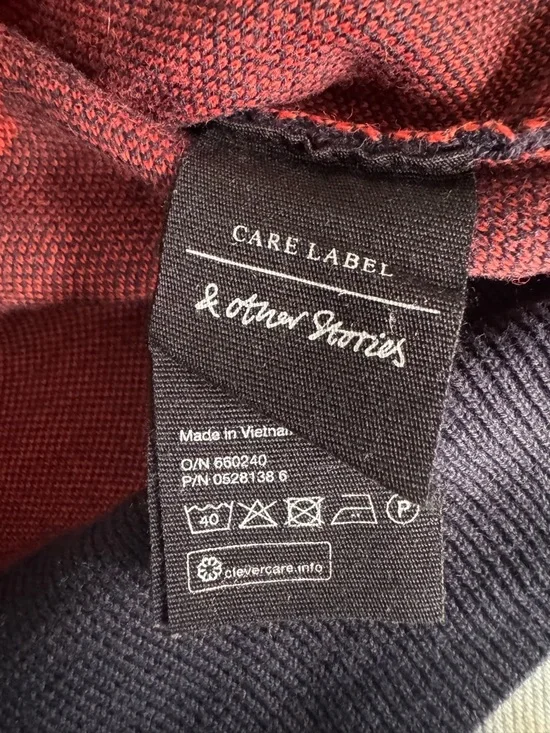 CARE LABEL
& other Stories
Made in Vietnam
O/N 660240
P/N 0528138 6
40 P
clevercare.info